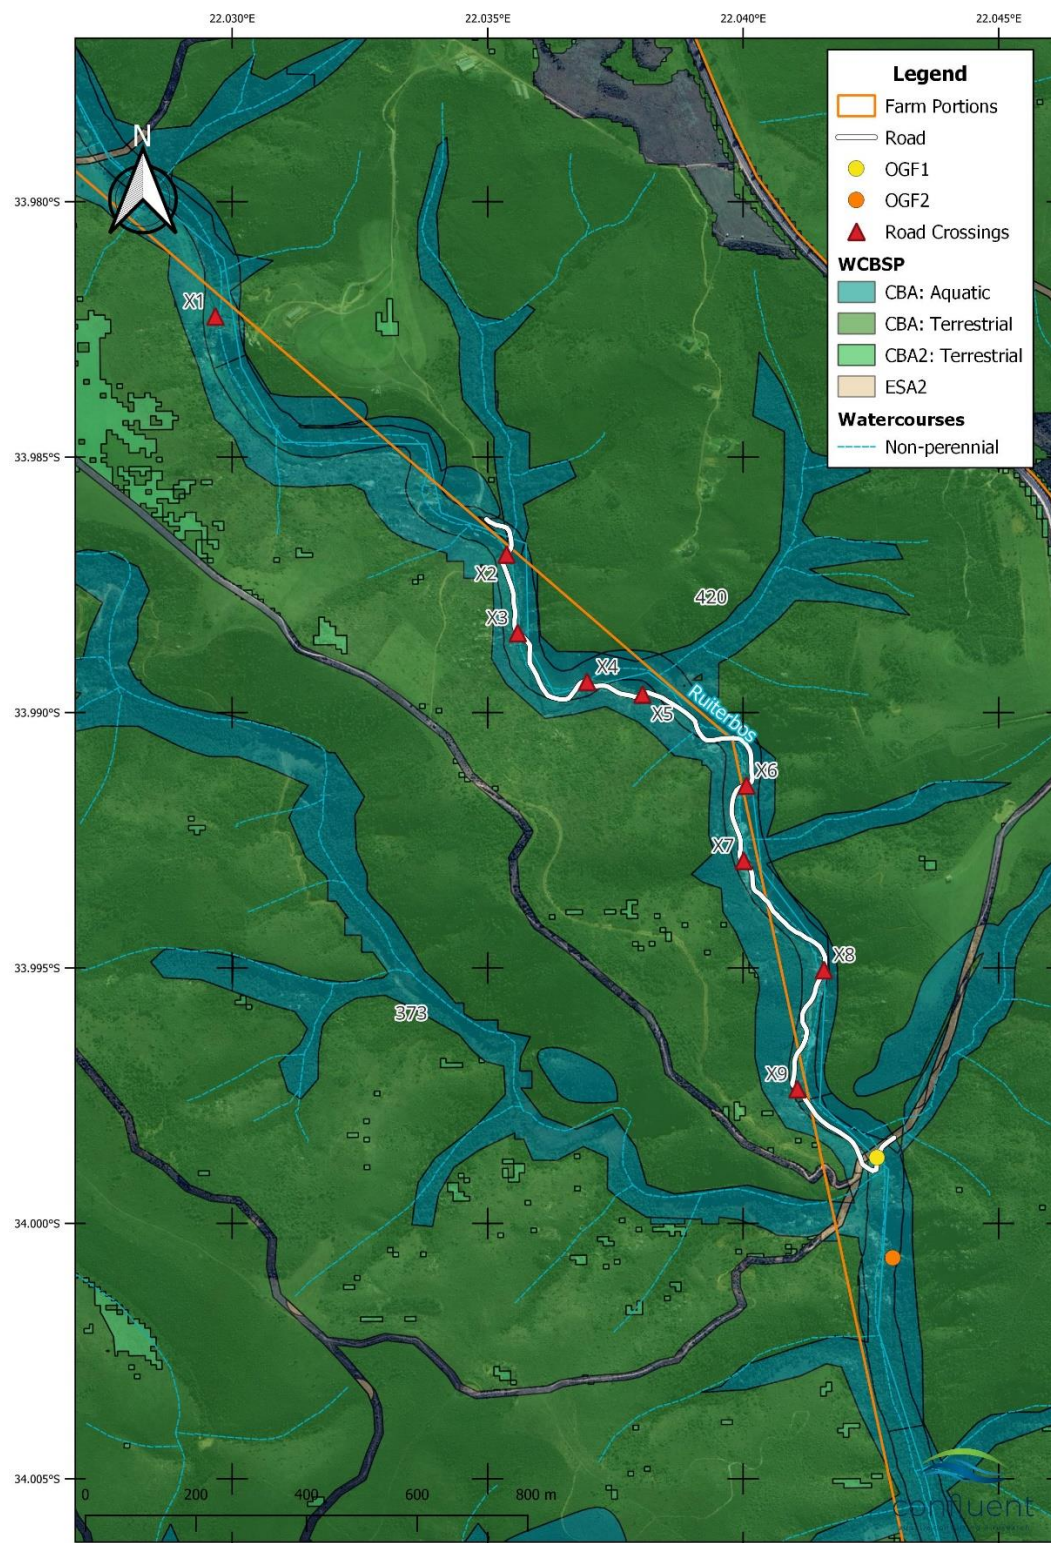 22.030°E 22.035°E 22.040°E 22.045°E
Legend
Farm Portions
Road
OGF1
OGF2
Road Crossings
WCBSP
CBA: Aquatic
CBA: Terrestrial
CBA2: Terrestrial
ESA2
Watercourses
Non-perennial
N
33.980°S
X1
33.985°S
X2
420
X3
X4
33.990°S
X5
Ruiterbos
X6
X7
33.995°S
X8
373
X9
34.000°S
34.005°S
0 200 400 600 800 m
confluent